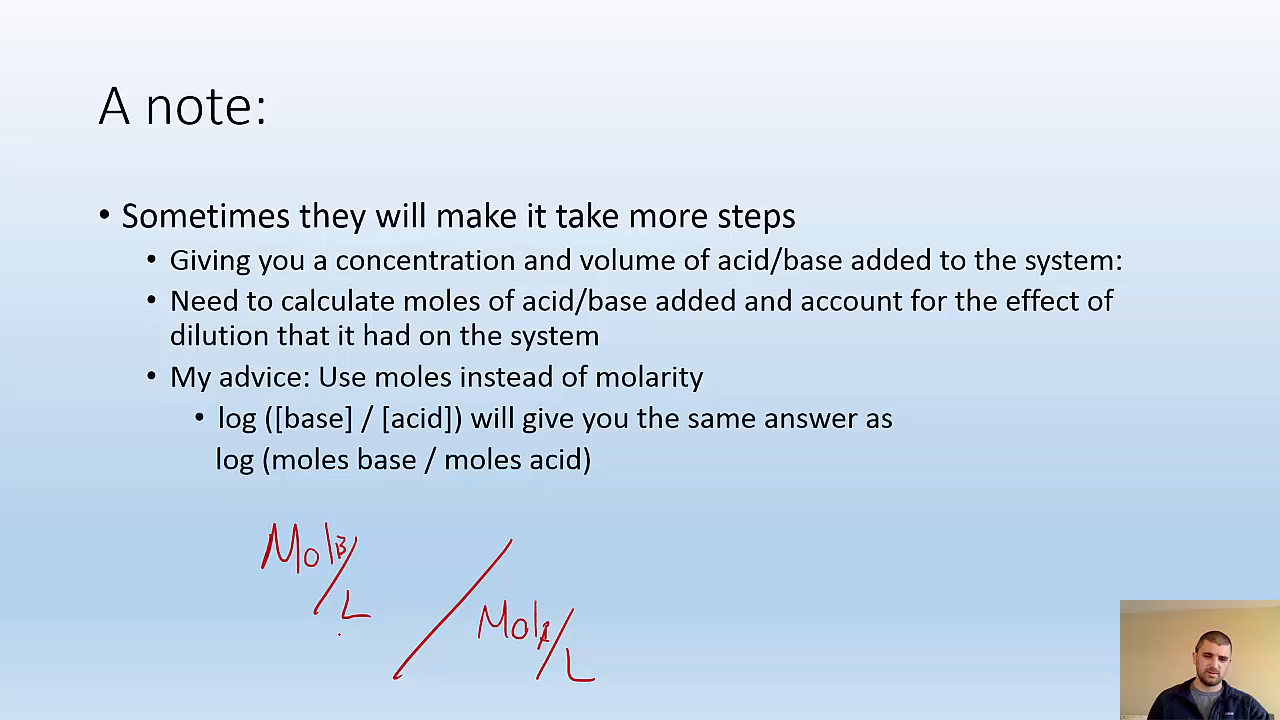 A note:
• Sometimes they will make it take more steps
• Giving you a concentration and volume of acid/base added to the system:
• Need to calculate moles of acid/base added and account for the effect of
dilution that it had on the system
• My advice: Use moles instead of molarity
• log ([base] / [acid]) will give you the same answer as
log (moles base / moles acid)
Mol B/L / Mol A/L